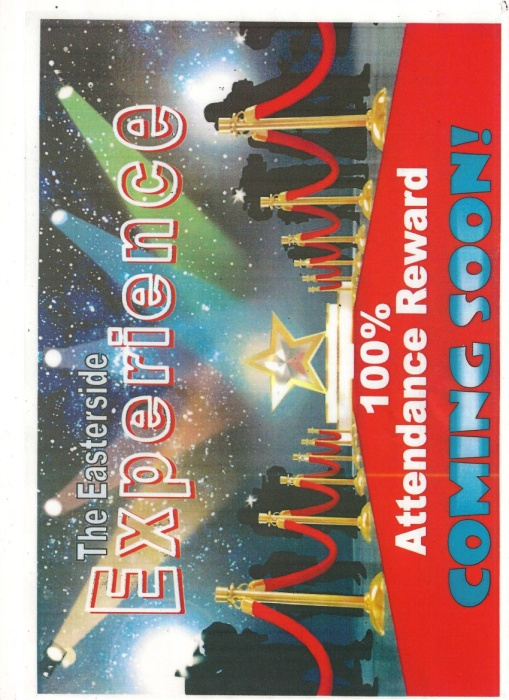 The Easterside
Experience
100%
Attendance Reward
COMING SOON!